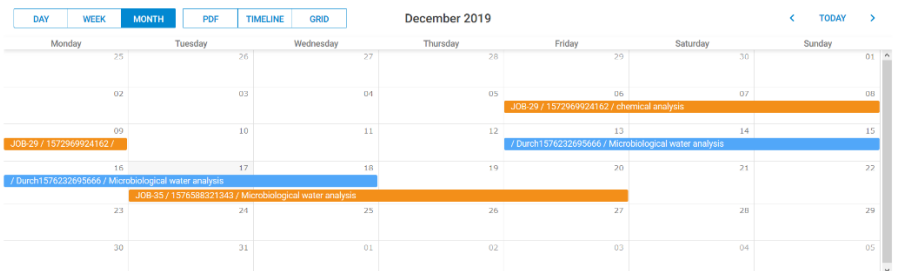 DAY WEEK MONTH PDF TIMELINE GRID December 2019 TODAY
Monday Tuesday Wednesday Thursday Friday Saturday Sunday
25 26 27 28 29 30 01
02 03 04 05 06 07 08
JOB-29 / 1572969924162 / chemical analysis
09 10 11 12 13 14 15
JOB-29 / 1572969924162 / / Durch1576232695666 / Microbiological water analysis
16 17 18 19 20 21 22
/ Durch1576232695666 / Microbiological water analysis
JOB-35 / 1576588321343 / Microbiological water analysis
23 24 25 26 27 28 29
30 31 01 02 03 04 05